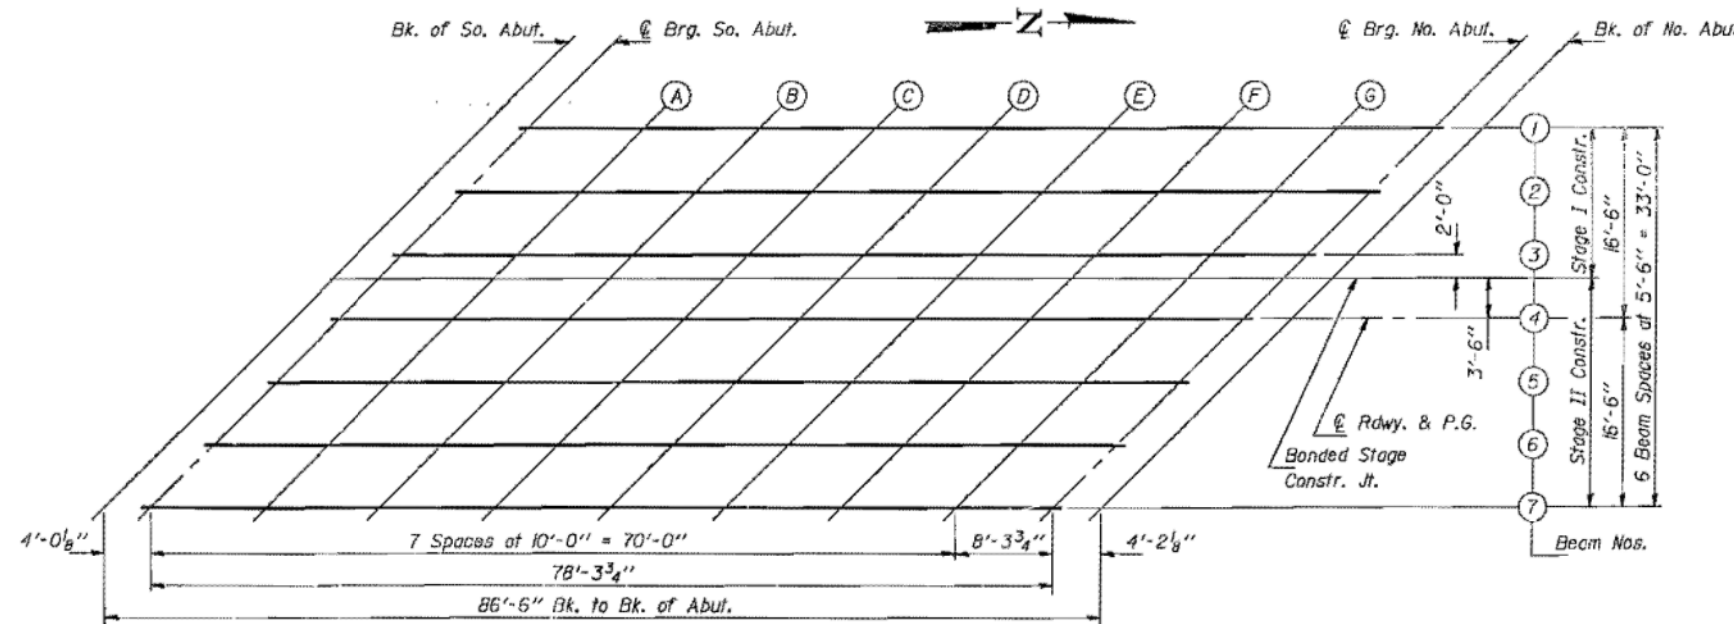 Bk. of So. Abut.
℄ Brg. So. Abut.
N
℄ Brg. No. Abut.
Bk. of No. Abut
A
B
C
D
E
F
G
1
2
3
4
5
6
7
2'-0"
3'-6"
Stage I Constr.
Stage II Constr.
16'-6"
16'-6"
6 Beam Spaces at 5'-6" = 33'-0"
℄ Rdwy. & P.G.
Bonded Stage
Constr. Jt.
Beam Nos.
4'-0⅛"
7 Spaces at 10'-0" = 70'-0"
8'-3¾"
4'-2⅛"
78'-3¾"
86'-6" Bk. to Bk. of Abut.